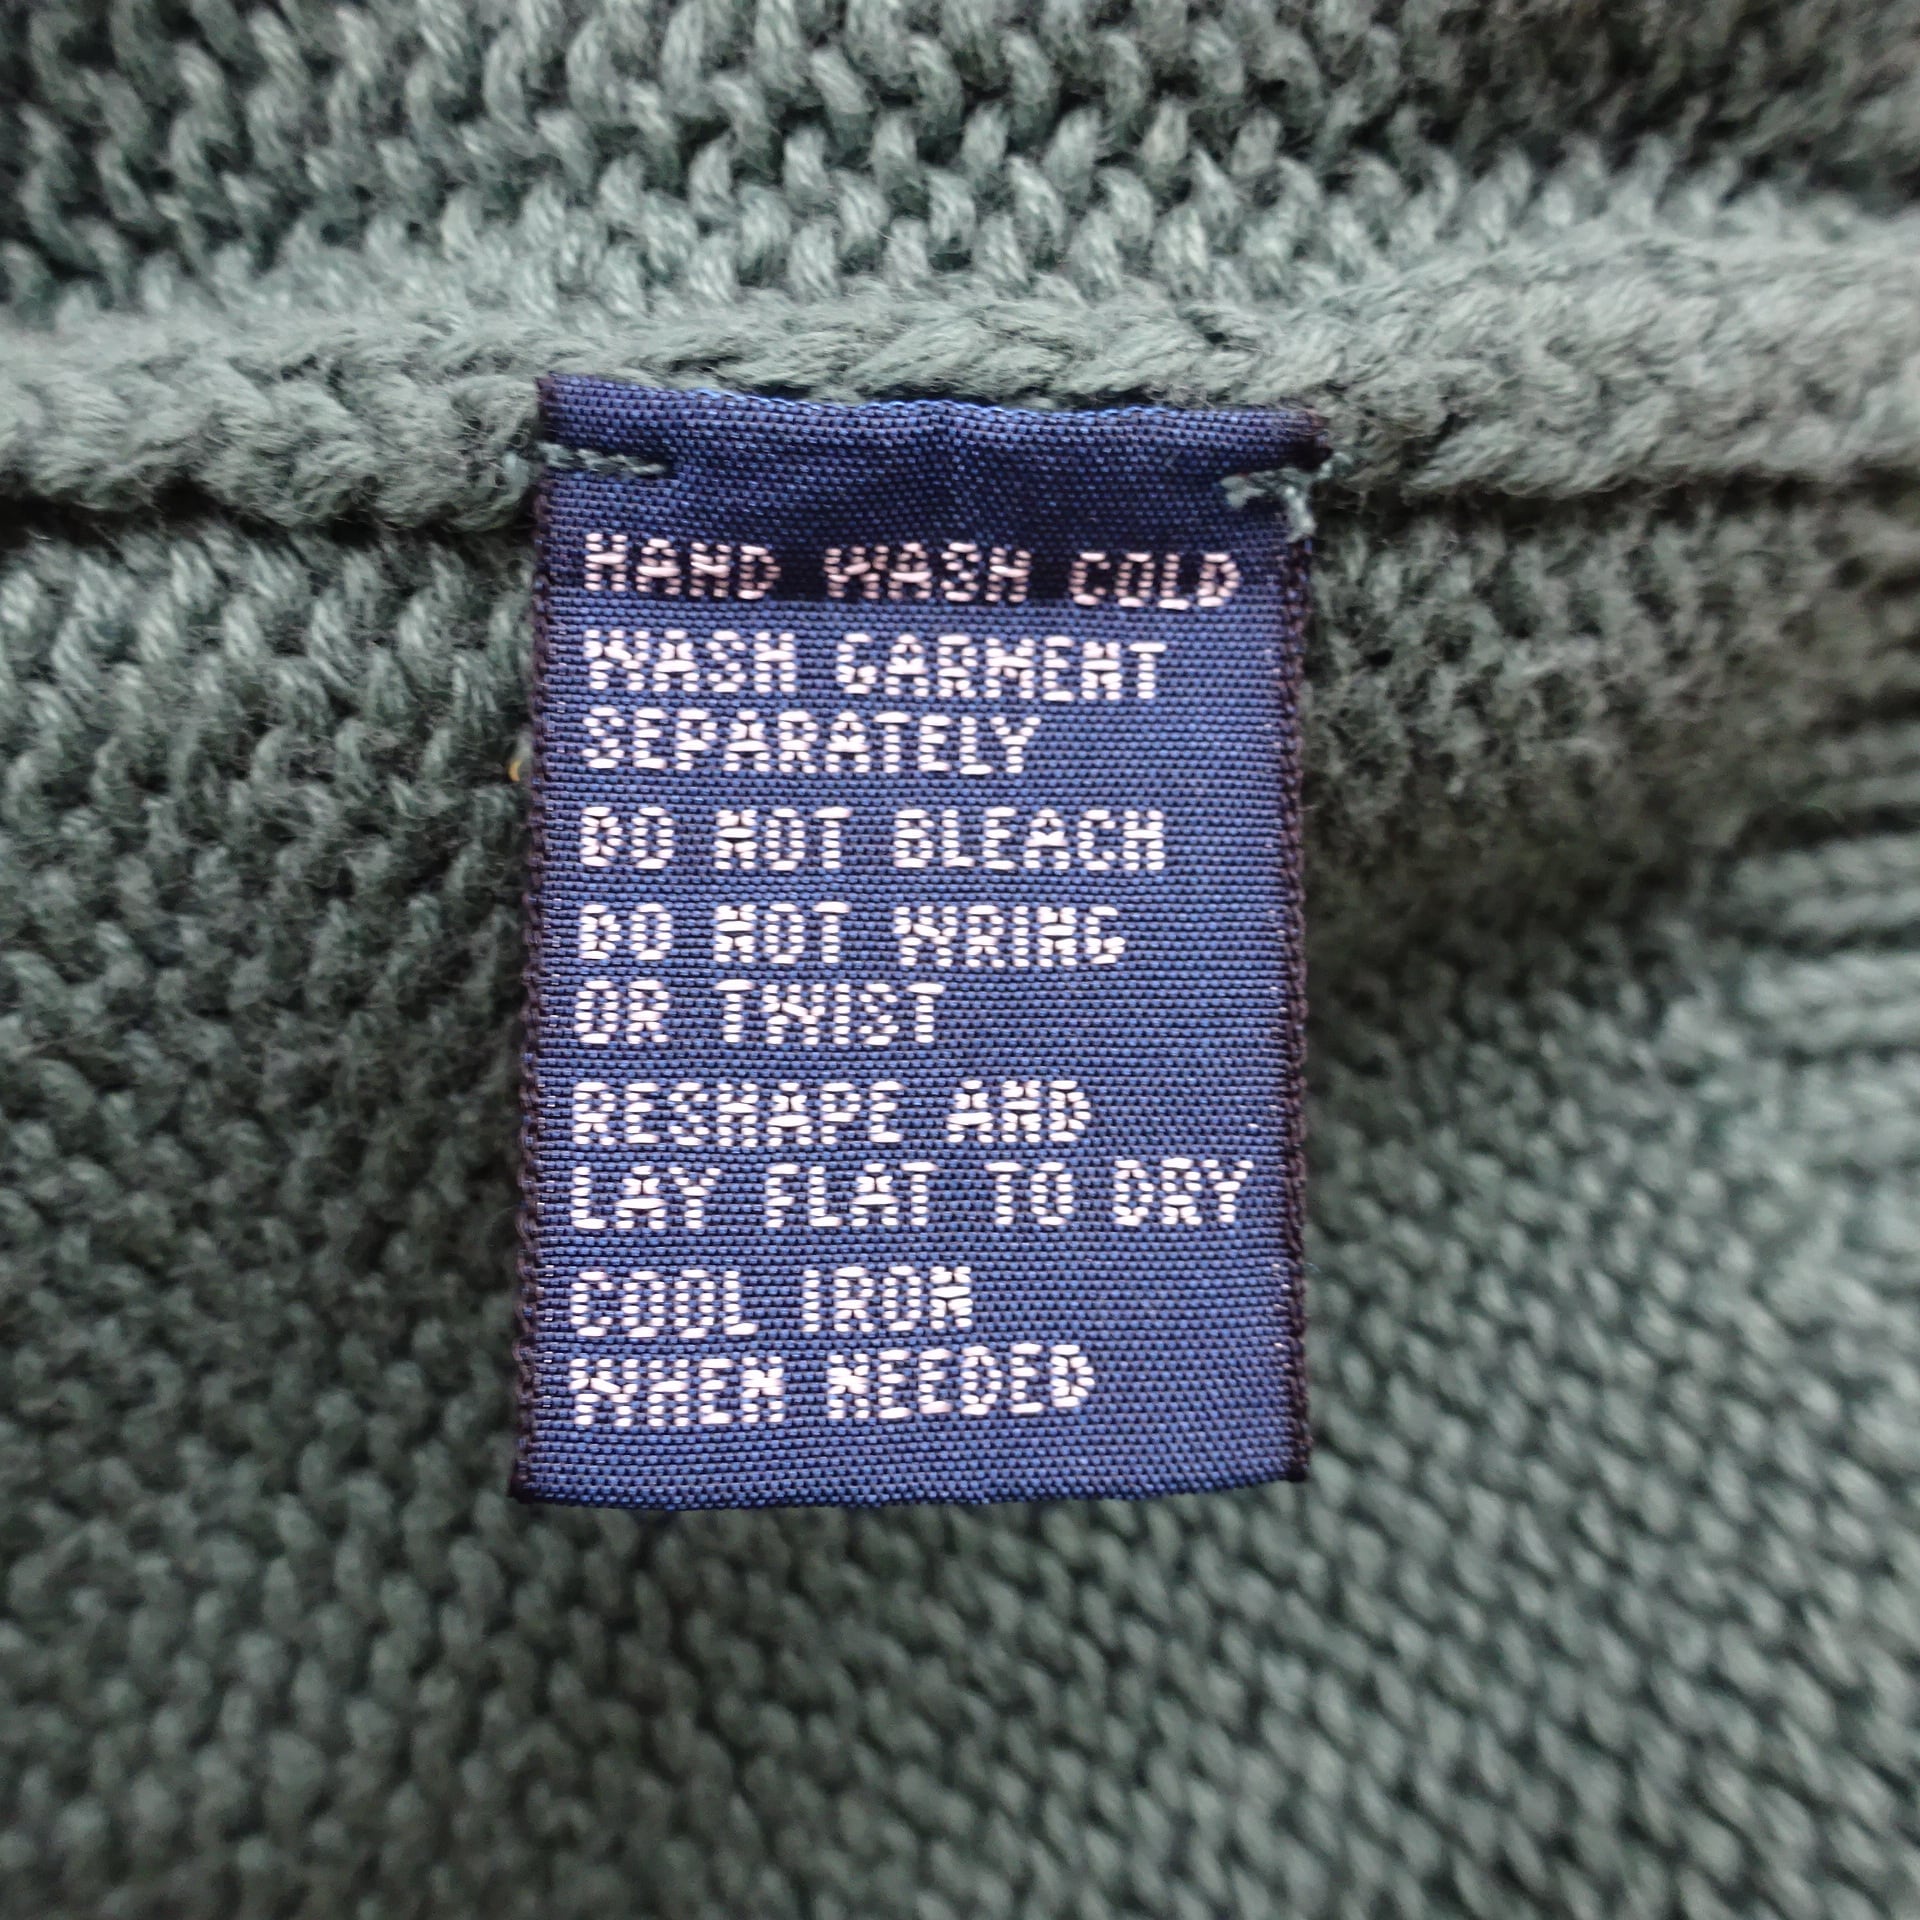 HAND WASH COLD
WASH GARMENT
SEPARATELY
DO NOT BLEACH
DO NOT WRING
OR TWIST
RESHAPE AND
LAY FLAT TO DRY
COOL IRON
WHEN NEEDED